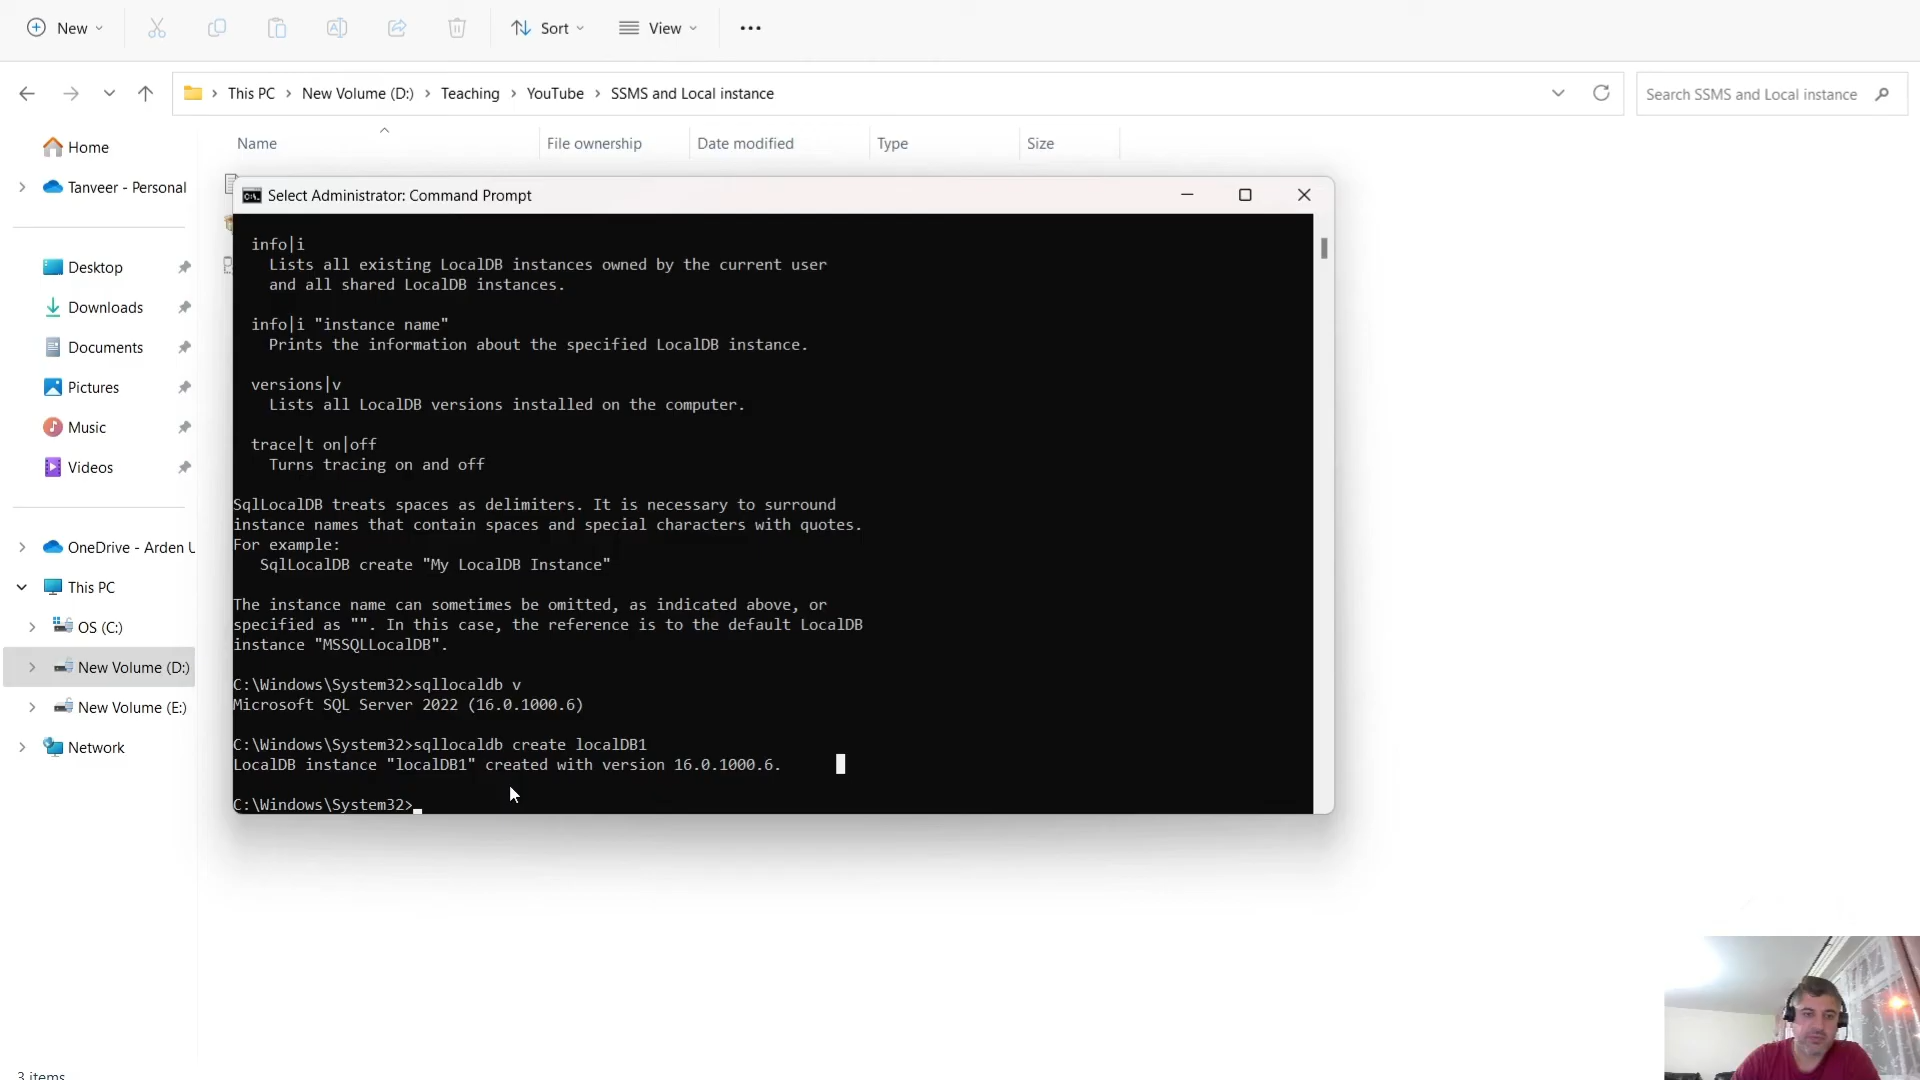 New
Sort
View
This PC
New Volume (D:)
Teaching
YouTube
SSMS and Local instance
Search SSMS and Local instance
Name
File ownership
Date modified
Type
Size
Home
Tanveer - Personal
Desktop
Downloads
Documents
Pictures
Music
Videos
OneDrive - Arden U
This PC
OS (C:)
New Volume (D:)
New Volume (E:)
Network
3 items
Select Administrator: Command Prompt
info|i
Lists all existing LocalDB instances owned by the current user
and all shared LocalDB instances.
info|i "instance name"
Prints the information about the specified LocalDB instance.
versions|v
Lists all LocalDB versions installed on the computer.
trace|t on|off
Turns tracing on and off
SqlLocalDB treats spaces as delimiters. It is necessary to surround
instance names that contain spaces and special characters with quotes.
For example:
SqlLocalDB create "My LocalDB Instance"
The instance name can sometimes be omitted, as indicated above, or
specified as "". In this case, the reference is to the default LocalDB
instance "MSSQLLocalDB".
C:\Windows\System32>sqllocaldb v
Microsoft SQL Server 2022 (16.0.1000.6)
C:\Windows\System32>sqllocaldb create localDB1
LocalDB instance "localDB1" created with version 16.0.1000.6.
C:\Windows\System32>